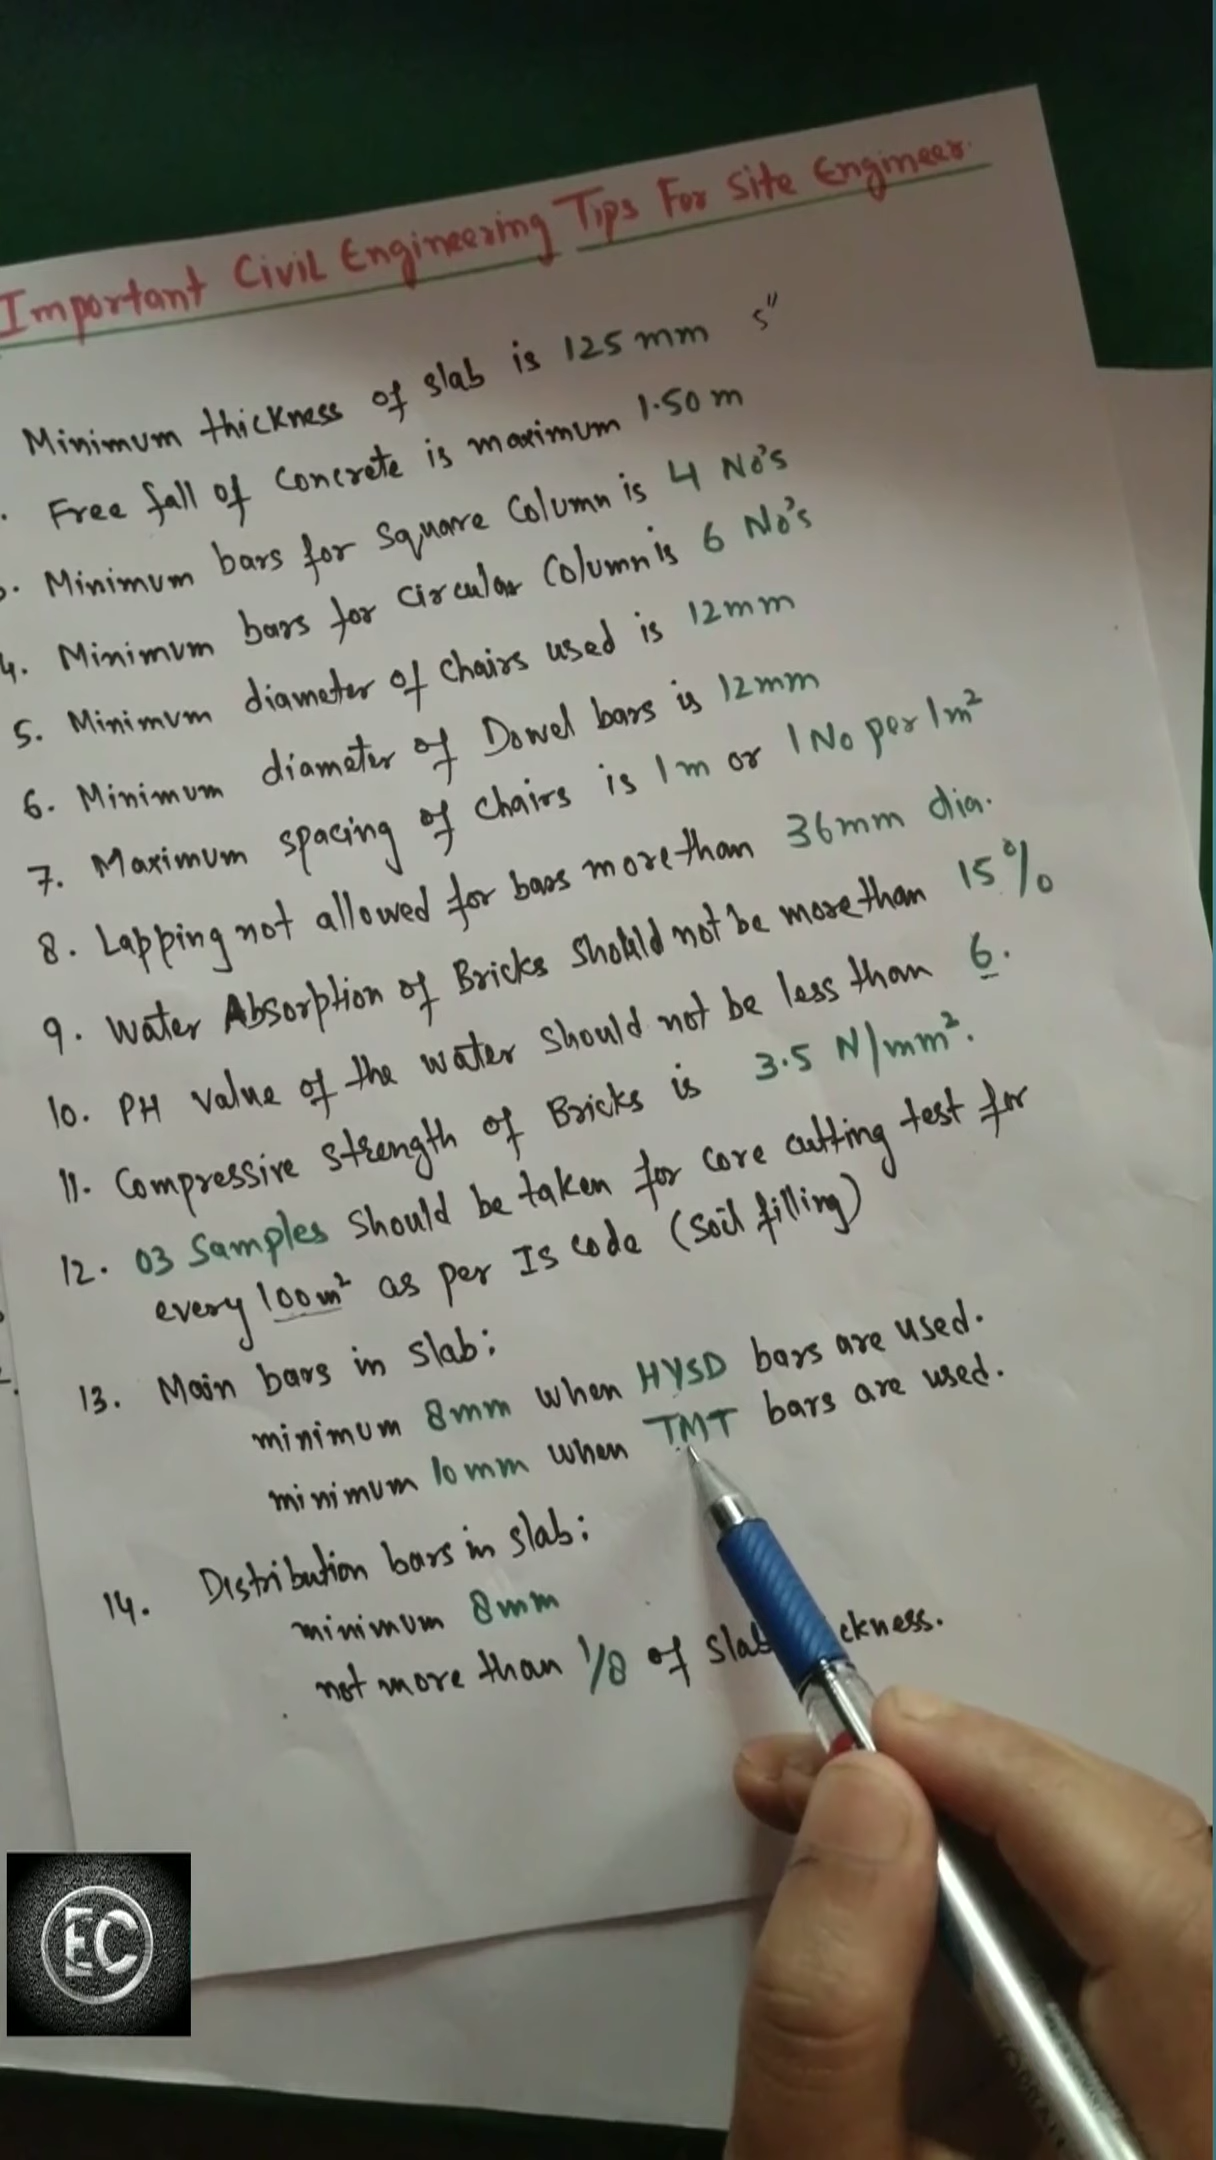 Important Civil Engineering Tips For Site Engineer
Minimum thickness of slab is 125 mm 5"
. Free fall of concrete is maximum 1.50 m
. Minimum bars for square Column is 4 No's
4. Minimum bars for circular Column is 6 No's
5. Minimum diameter of chairs used is 12mm
6. Minimum diameter of Dowel bars is 12mm
7. Maximum spacing of chairs is 1m or 1 No per 1m²
8. Lapping not allowed for bars more than 36mm dia.
9. Water Absorption of Bricks should not be more than 15%
10. PH value of the water should not be less than 6.
11. Compressive strength of Bricks is 3.5 N/mm².
12. 03 Samples should be taken for core cutting test for
every 100m² as per Is code (soil filling)
13. Main bars in slab:
minimum 8mm when HYSD bars are used.
minimum 10mm when TMT bars are used.
14. Distribution bars in slab:
minimum 8mm
not more than 1/8 of slab ckness.
EC